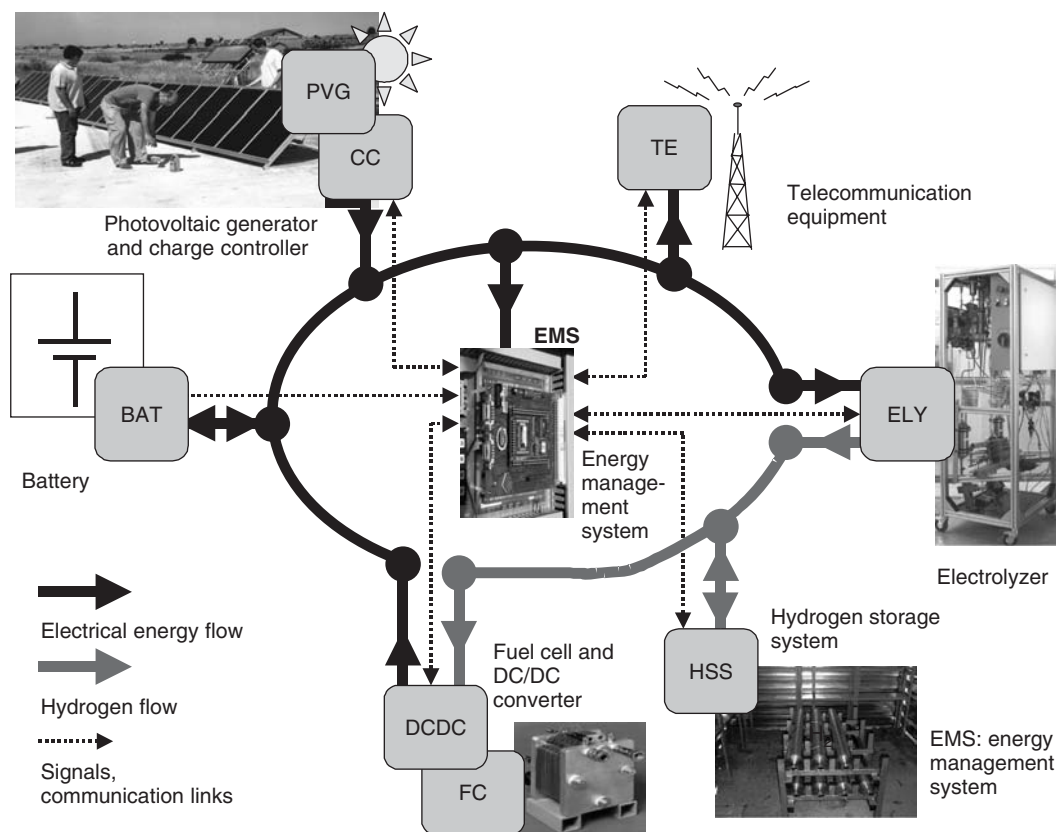 PVG
CC
TE
Photovoltaic generator
and charge controller
Telecommunication
equipment
EMS
BAT
ELY
Battery
Energy
manage-
ment
system
Electrolyzer
Electrical energy flow
Hydrogen flow
Signals,
communication links
Fuel cell and
DC/DC
converter
DCDC
FC
Hydrogen storage
system
HSS
EMS: energy
management
system